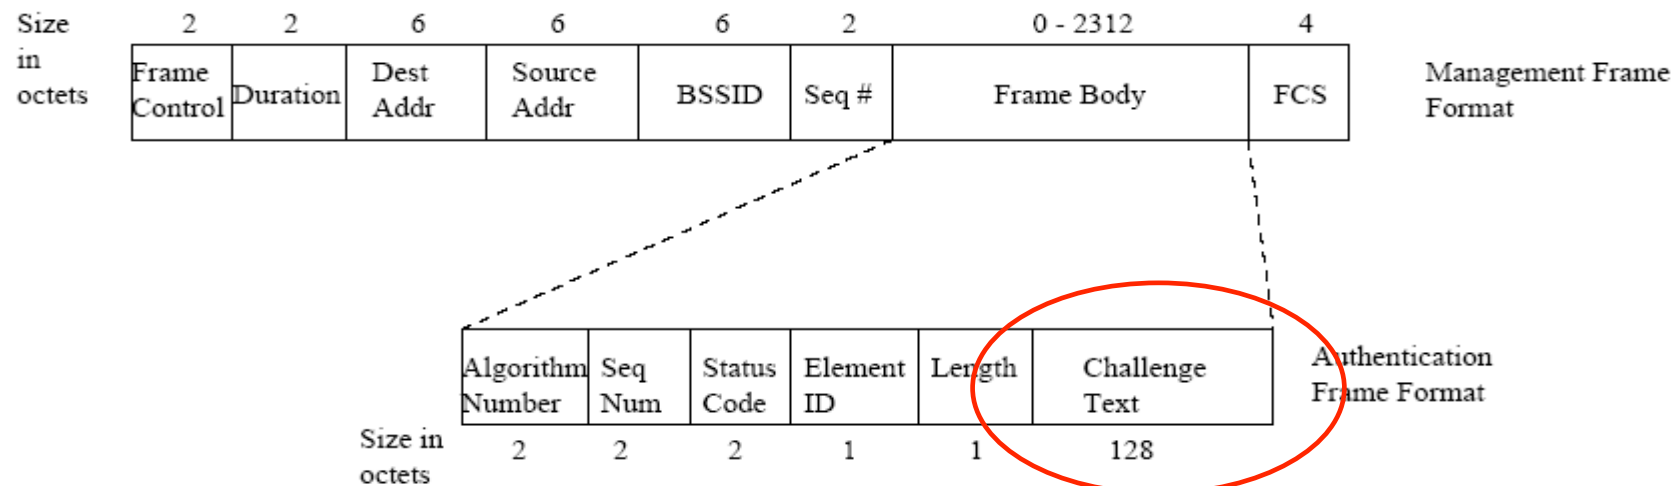 Size in octets
2 2 6 6 6 2 0 - 2312 4
Frame Control
Duration
Dest Addr
Source Addr
BSSID
Seq #
Frame Body
FCS
Management Frame Format
Algorithm Number
Seq Num
Status Code
Element ID
Length
Challenge Text
Authentication Frame Format
Size in octets
2 2 2 1 1 128